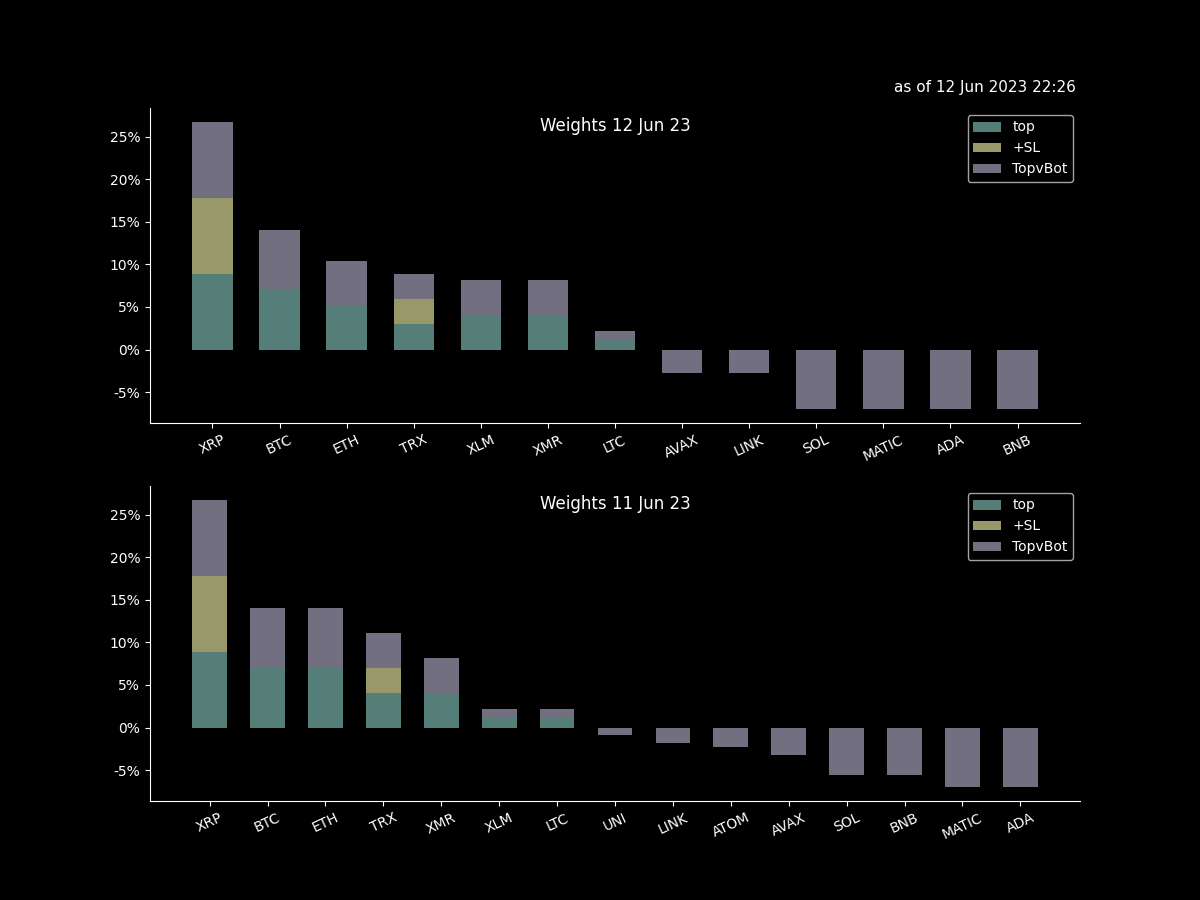 as of 12 Jun 2023 22:26
Weights 12 Jun 23
top
+SL
TopvBot
25%
20%
15%
10%
5%
0%
-5%
XRP BTC ETH TRX XLM XMR LTC AVAX LINK SOL MATIC ADA BNB
Weights 11 Jun 23
top
+SL
TopvBot
25%
20%
15%
10%
5%
0%
-5%
XRP BTC ETH TRX XMR XLM LTC UNI LINK ATOM AVAX SOL BNB MATIC ADA